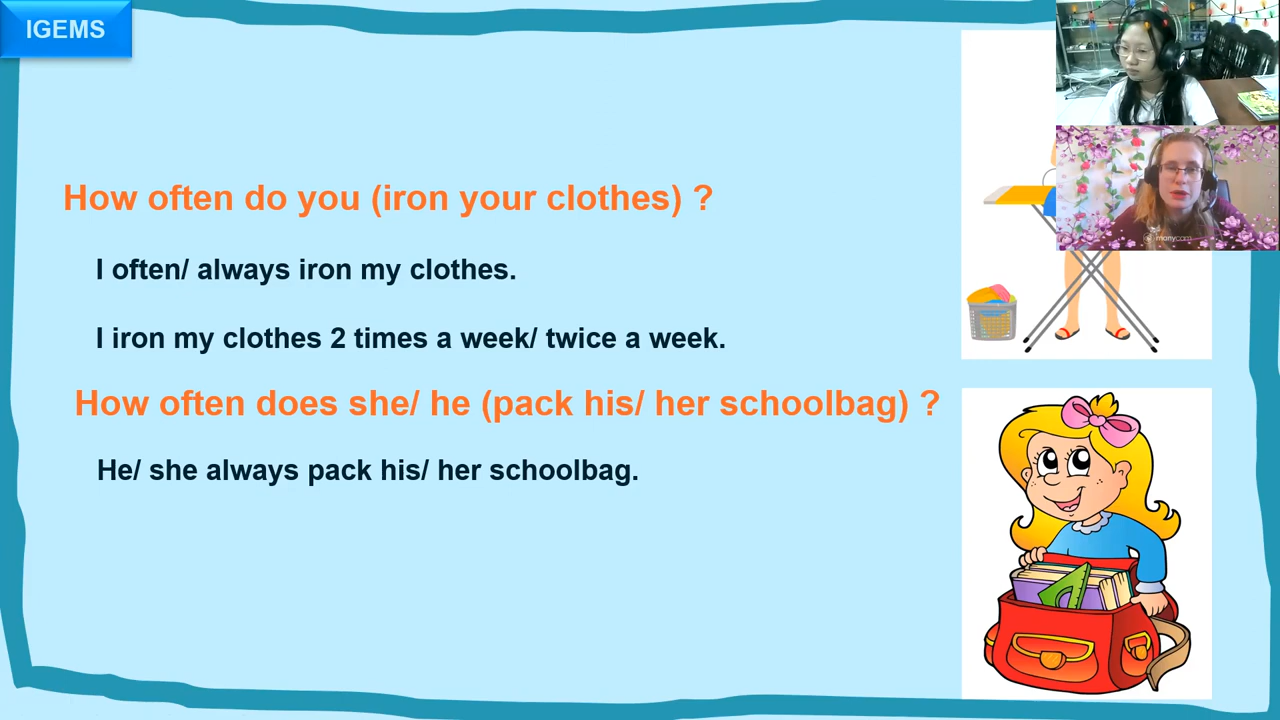 IGEMS
How often do you (iron your clothes) ?
I often/ always iron my clothes.
I iron my clothes 2 times a week/ twice a week.
How often does she/ he (pack his/ her schoolbag) ?
He/ she always pack his/ her schoolbag.
manycam